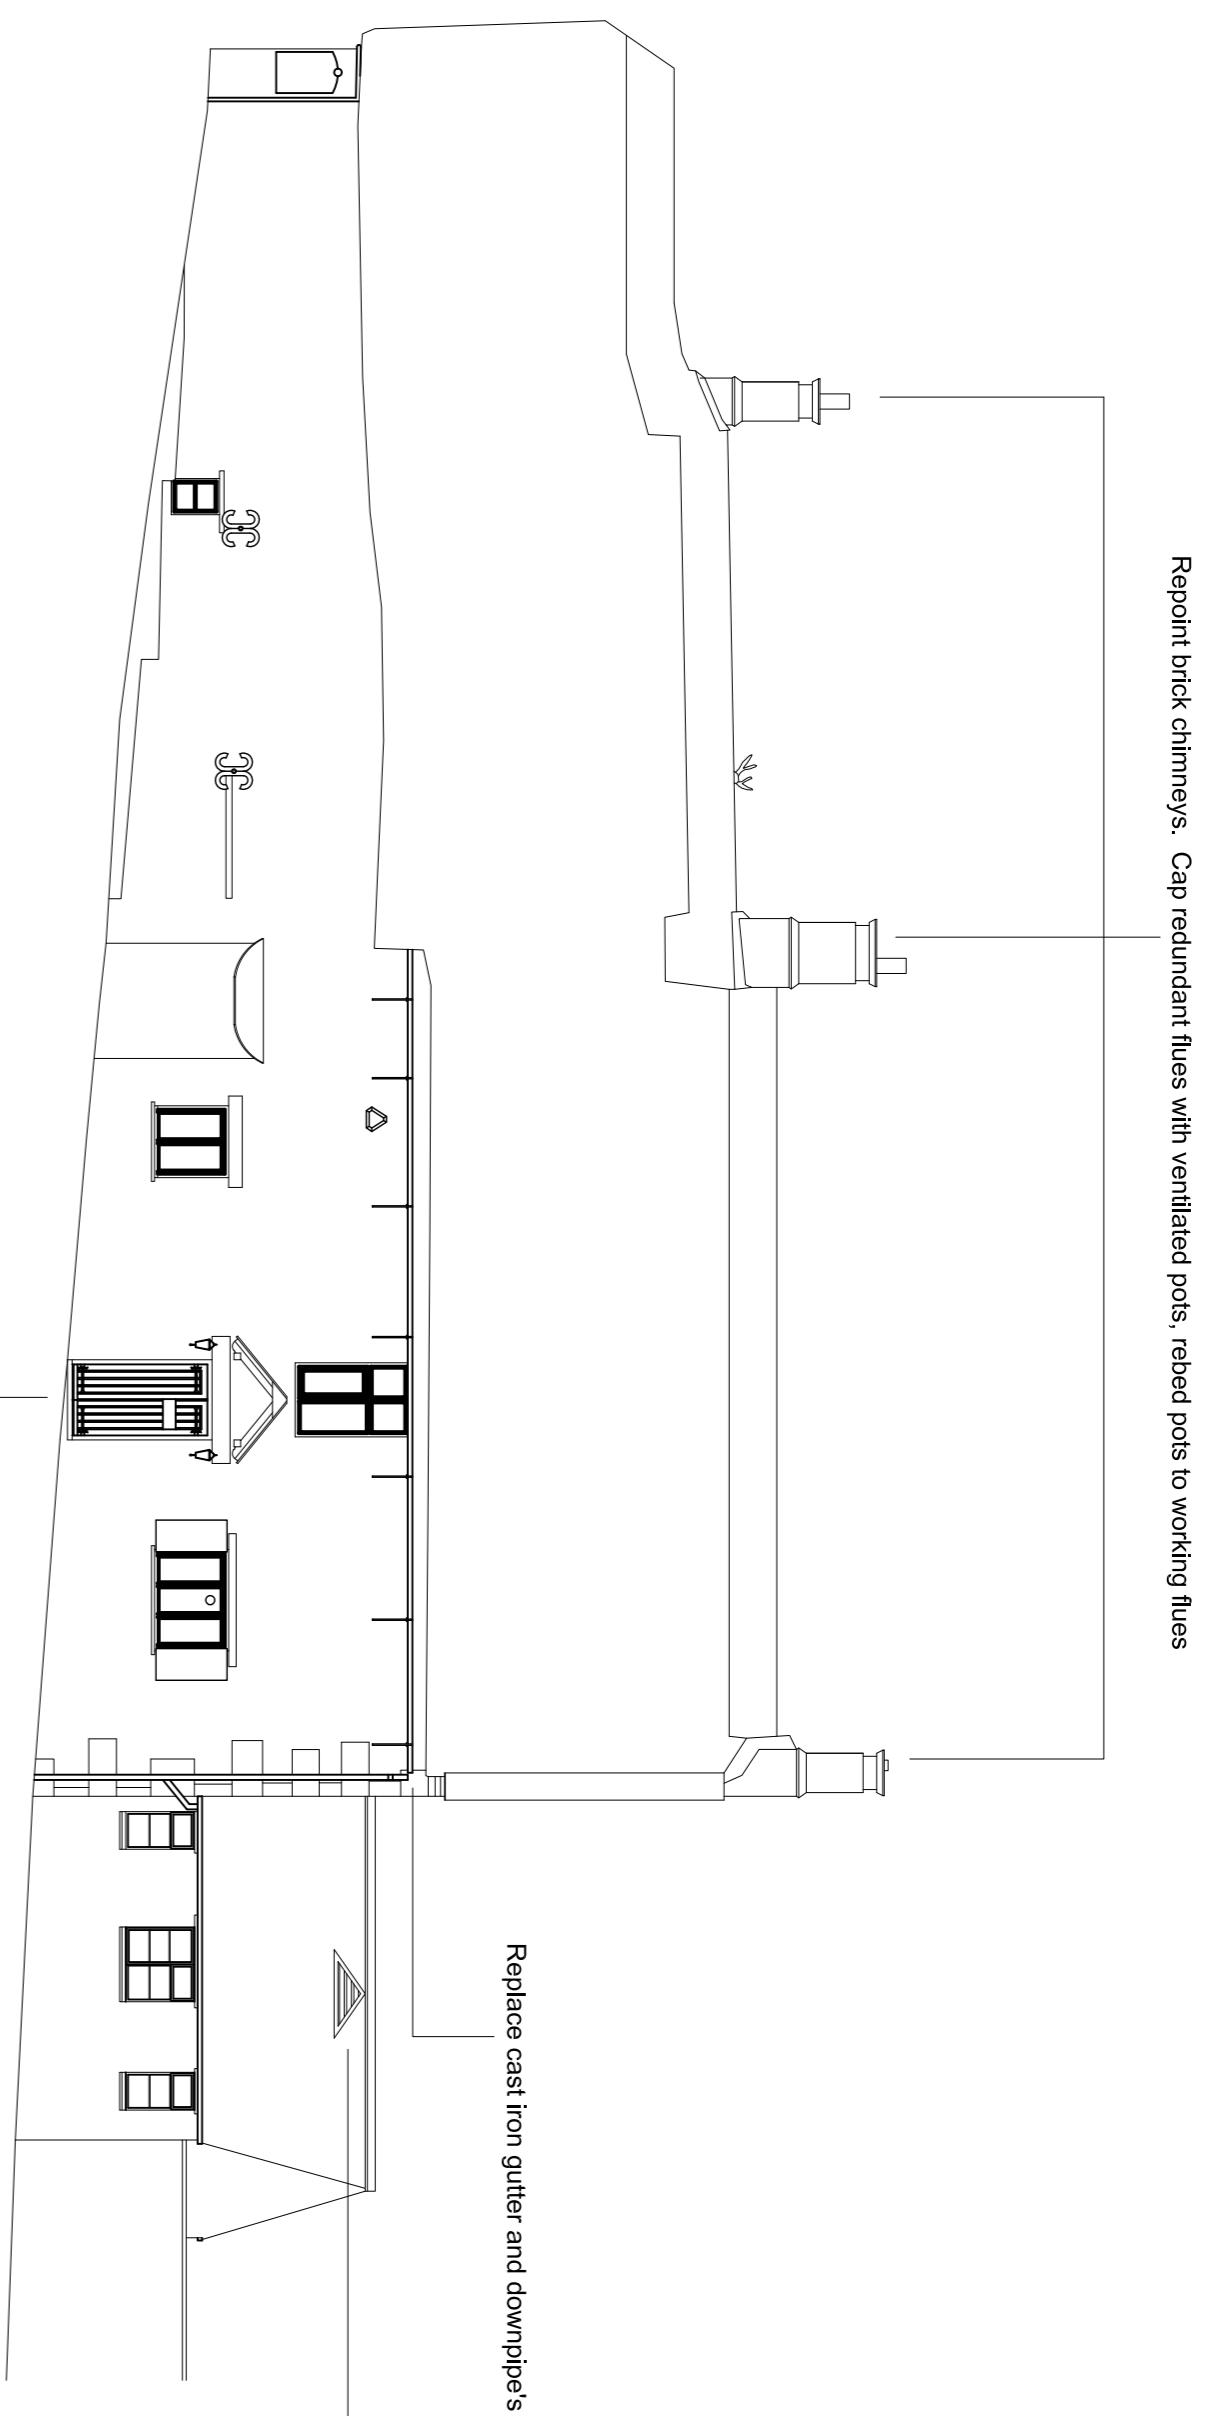 Repoint brick chimneys.  Cap redundant flues with ventilated pots, rebed pots to working flues
Replace cast iron gutter and downpipe's